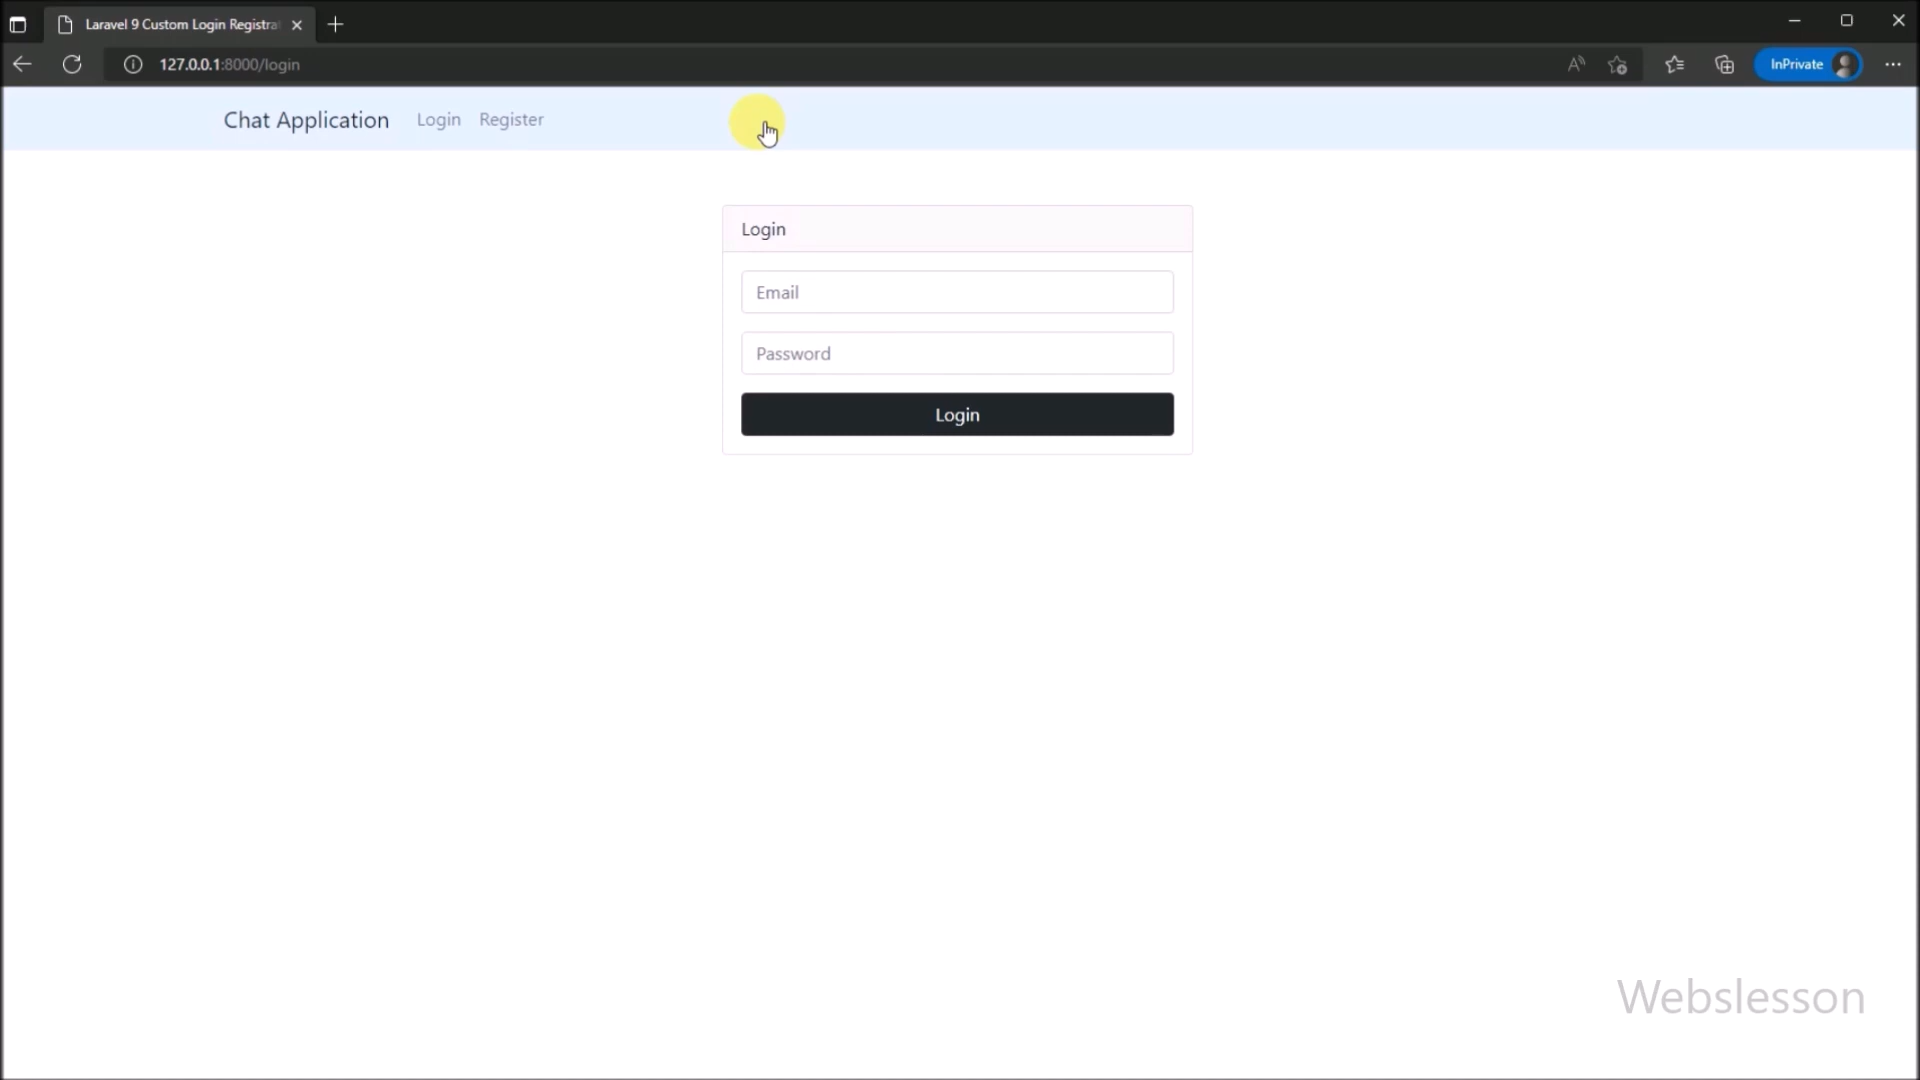 Laravel 9 Custom Login Registra
127.0.0.1:8000/login
InPrivate
Chat Application
Login
Register
Login
Email
Password
Login
Webslesson